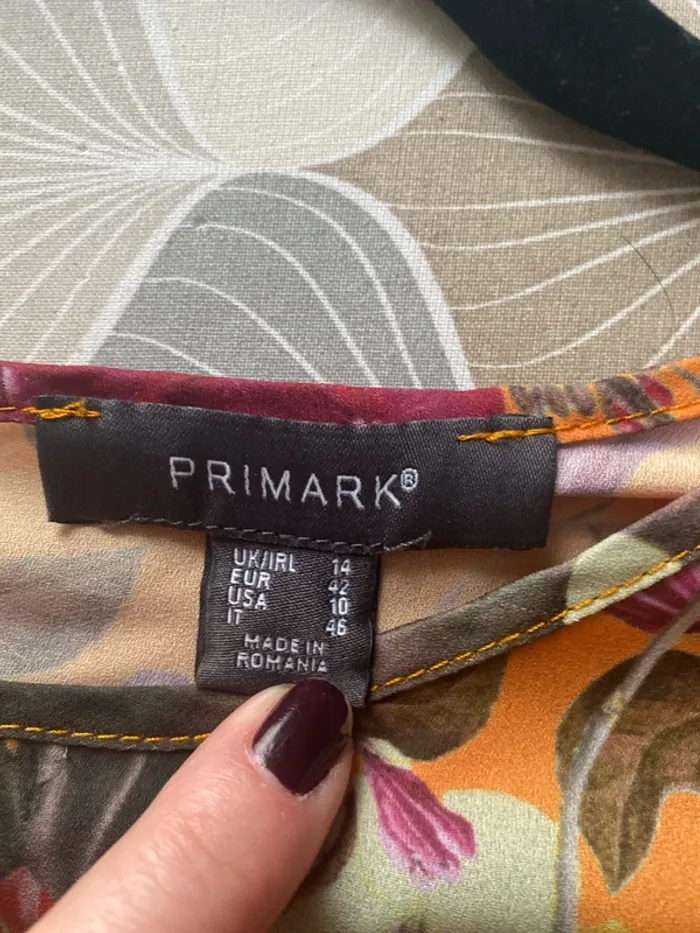 PRIMARK®
UK/IRL 14
EUR 42
USA 10
IT 46
MADE IN
ROMANIA